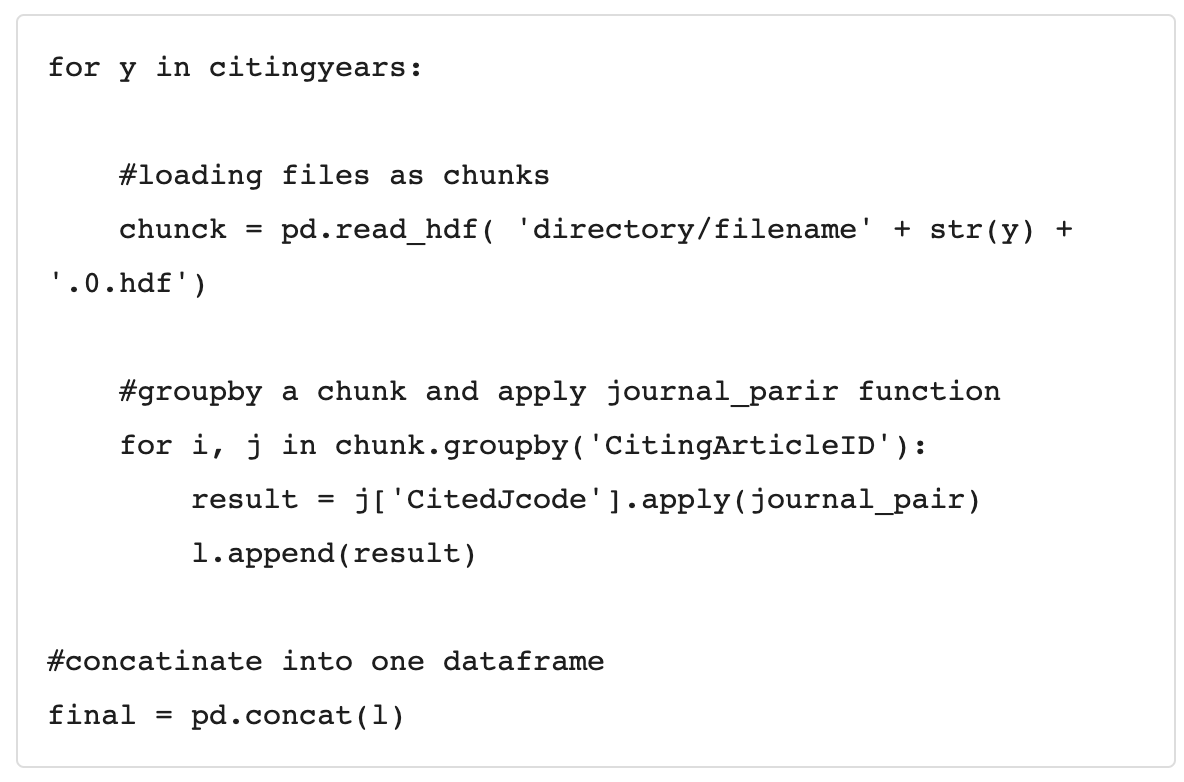 for y in citingyears:
    #loading files as chunks
    chunck = pd.read_hdf( 'directory/filename' + str(y) +
'.0.hdf')
    #groupby a chunk and apply journal_parir function
    for i, j in chunk.groupby('CitingArticleID'):
        result = j['CitedJcode'].apply(journal_pair)
        l.append(result)
#concatinate into one dataframe
final = pd.concat(l)